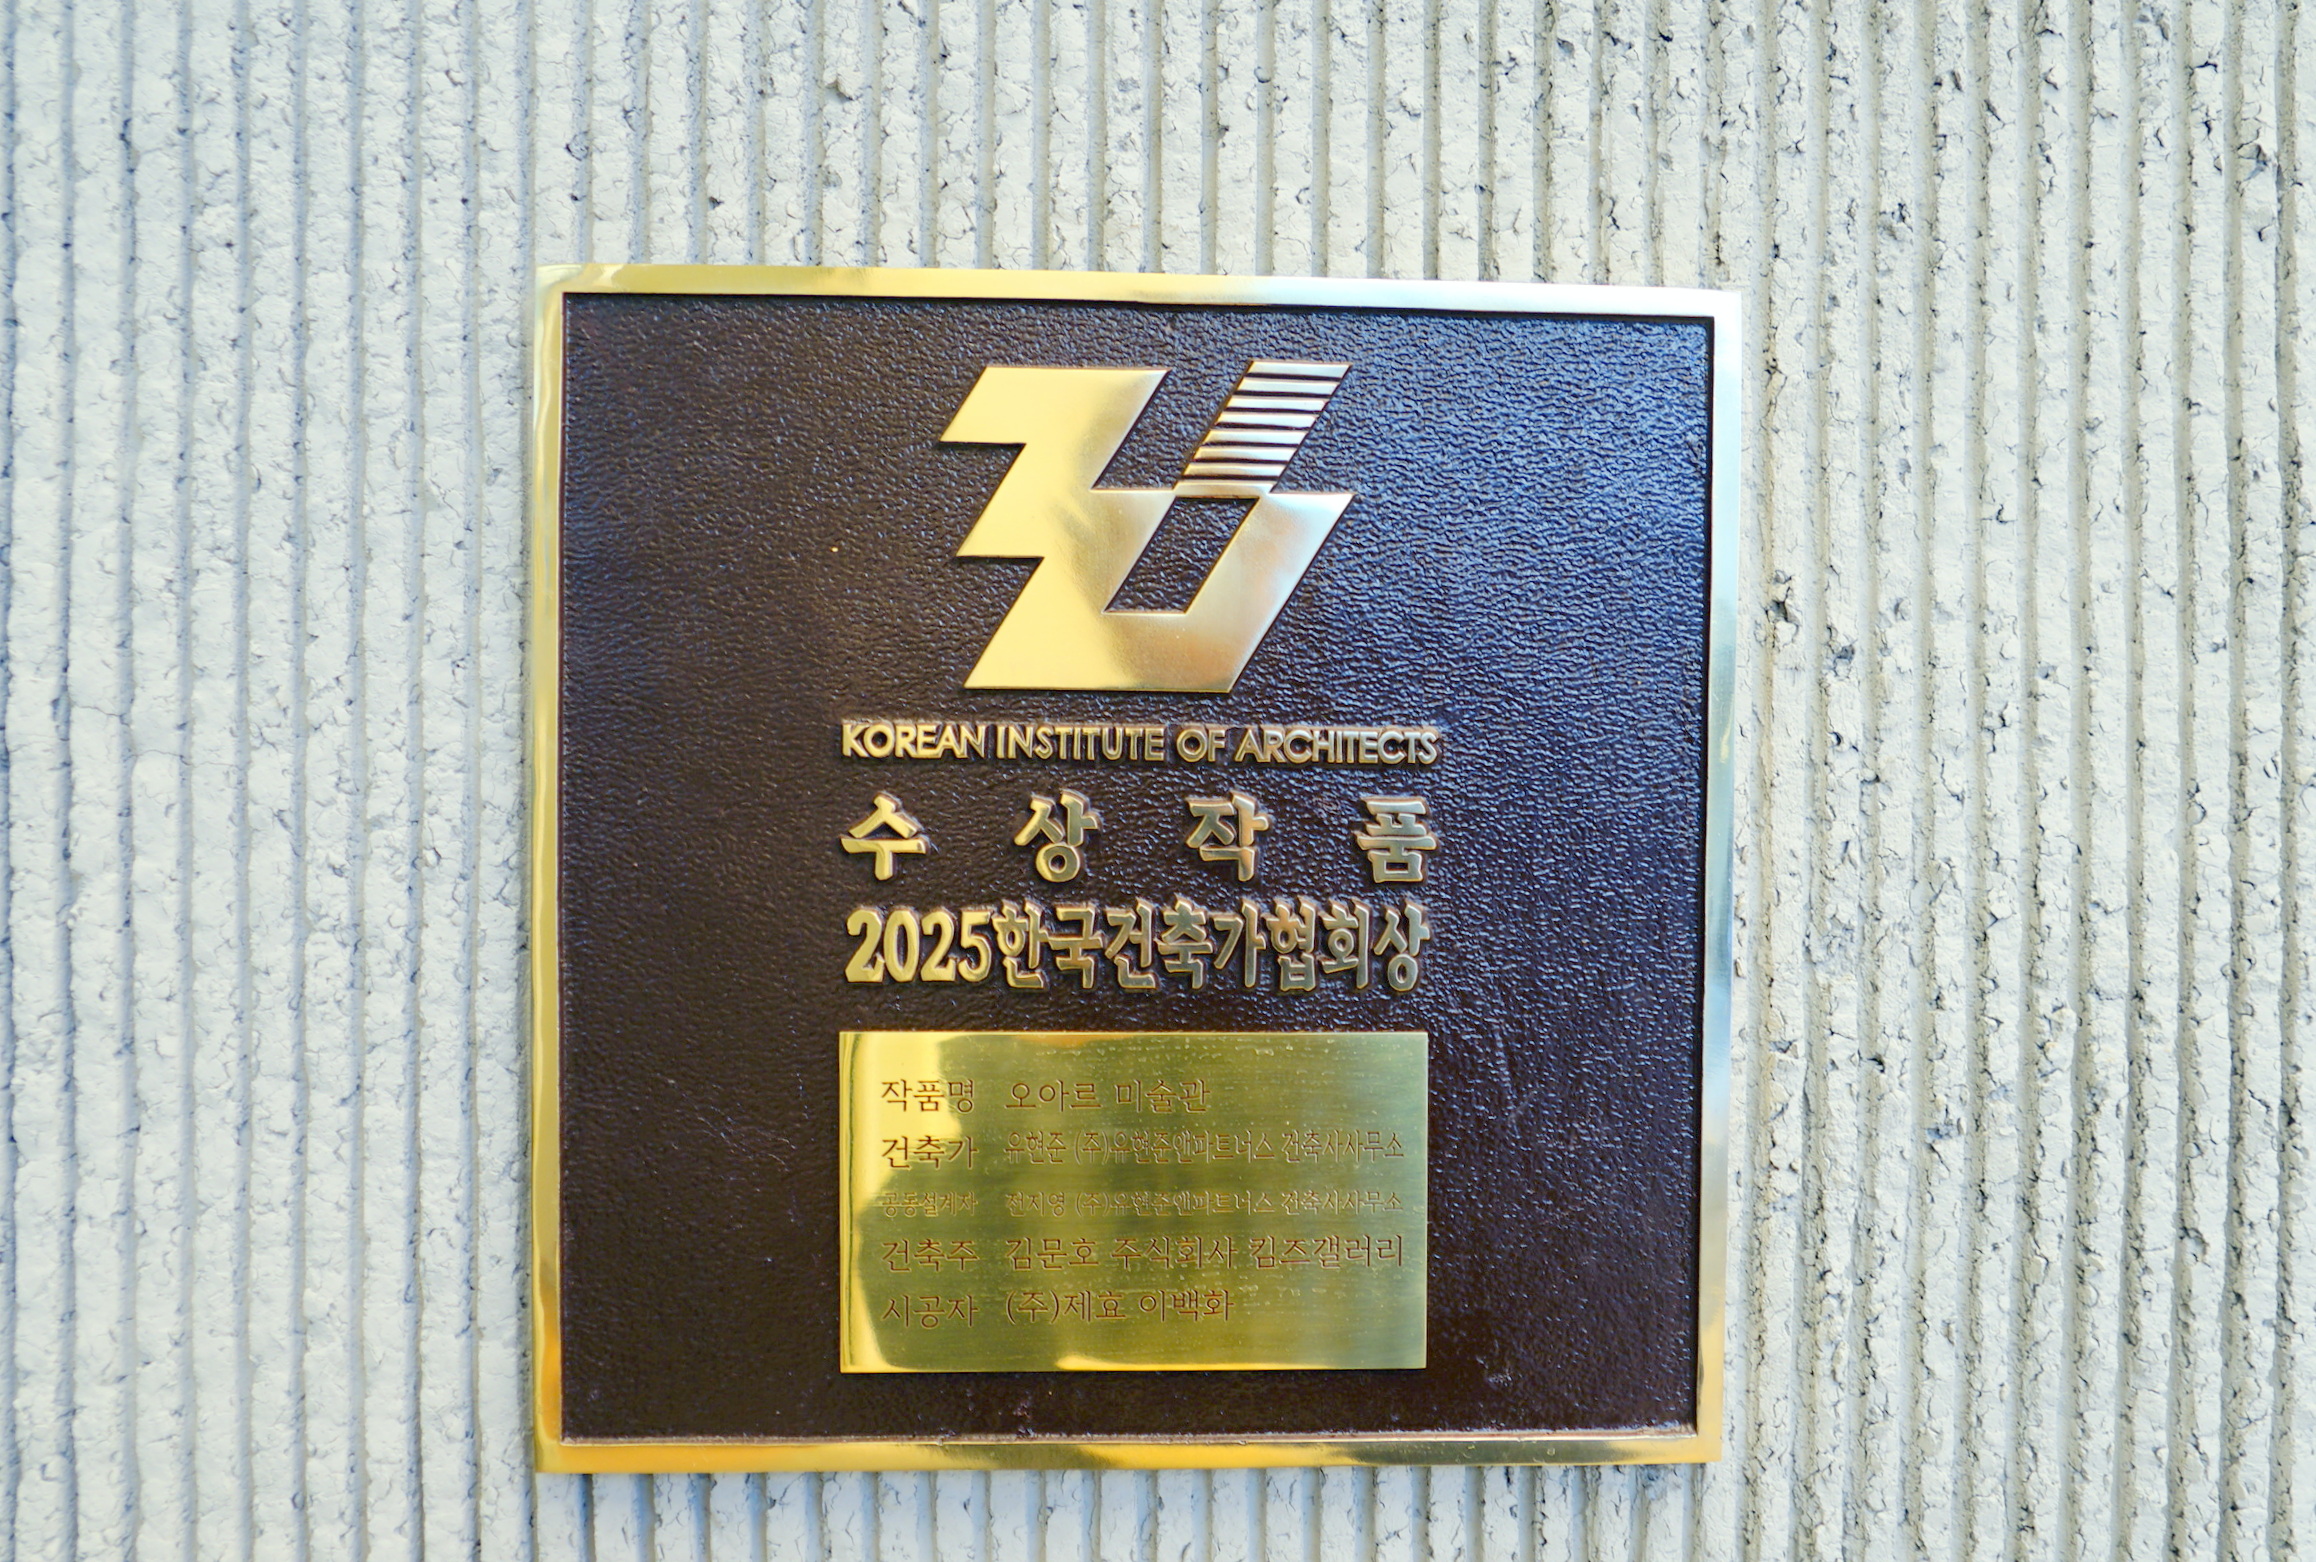 KOREAN INSTITUTE OF ARCHITECTS
수 상 작 품
2025한국건축가협회상
작품명 오아르 미술관
건축가 유현준 (주)유현준앤파트너스 건축사사무소
공동설계자 전지영 (주)유현준앤파트너스 건축사사무소
건축주 김문호 주식회사 킴즈갤러리
시공자 (주)제효 이백화